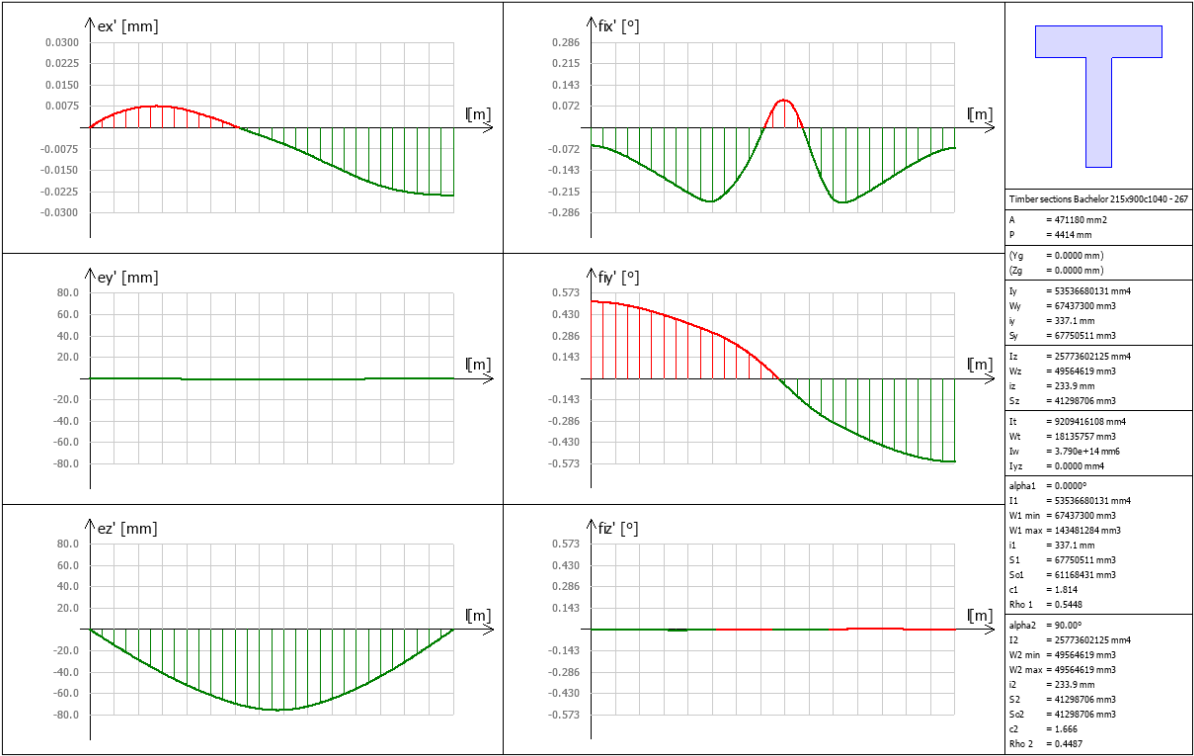 ex' [mm]
0.0300
0.0225
0.0150
0.0075
l[m]
-0.0075
-0.0150
-0.0225
-0.0300
fix' [º]
0.286
0.215
0.143
0.072
l[m]
-0.072
-0.143
-0.215
-0.286
ey' [mm]
80.0
60.0
40.0
20.0
l[m]
-20.0
-40.0
-60.0
-80.0
fiy' [º]
0.573
0.430
0.286
0.143
l[m]
-0.143
-0.286
-0.430
-0.573
ez' [mm]
80.0
60.0
40.0
20.0
l[m]
-20.0
-40.0
-60.0
-80.0
fiz' [º]
0.573
0.430
0.286
0.143
l[m]
-0.143
-0.286
-0.430
-0.573
Timber sections Bachelor 215x900c1040 - 267
A = 471180 mm2
P = 4414 mm
(Yg = 0.0000 mm)
(Zg = 0.0000 mm)
Iy = 53536680131 mm4
Wy = 67437300 mm3
iy = 337.1 mm
Sy = 67750511 mm3
Iz = 25773602125 mm4
Wz = 49564619 mm3
iz = 233.9 mm
Sz = 41298706 mm3
It = 9209416108 mm4
Wt = 18135757 mm3
Iw = 3.790e+14 mm6
Iyz = 0.0000 mm4
alpha1 = 0.0000º
I1 = 53536680131 mm4
W1 min = 67437300 mm3
W1 max = 143481284 mm3
i1 = 337.1 mm
S1 = 67750511 mm3
So1 = 61168431 mm3
c1 = 1.814
Rho 1 = 0.5448
alpha2 = 90.00º
I2 = 25773602125 mm4
W2 min = 49564619 mm3
W2 max = 49564619 mm3
i2 = 233.9 mm
S2 = 41298706 mm3
So2 = 41298706 mm3
c2 = 1.666
Rho 2 = 0.4487